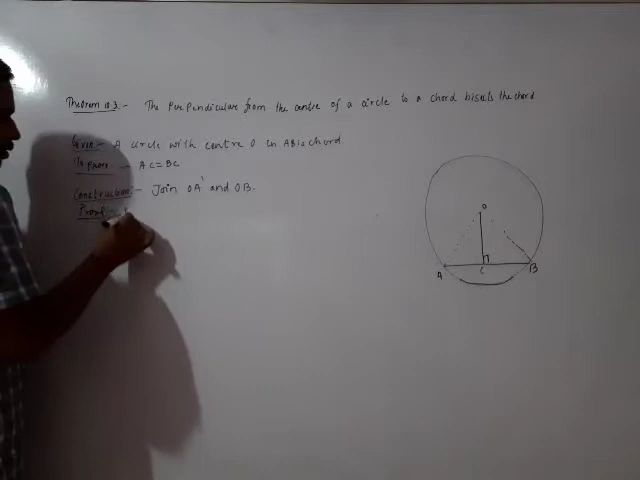 Theorem 10.3:- The Perpendicular from the centre of a circle to a chord bisects the chord
Given:- A circle with centre O in AB is chord
To prove :- AC=BC
Construction:- Join OA and OB.
Proof:-
O
A
C
B